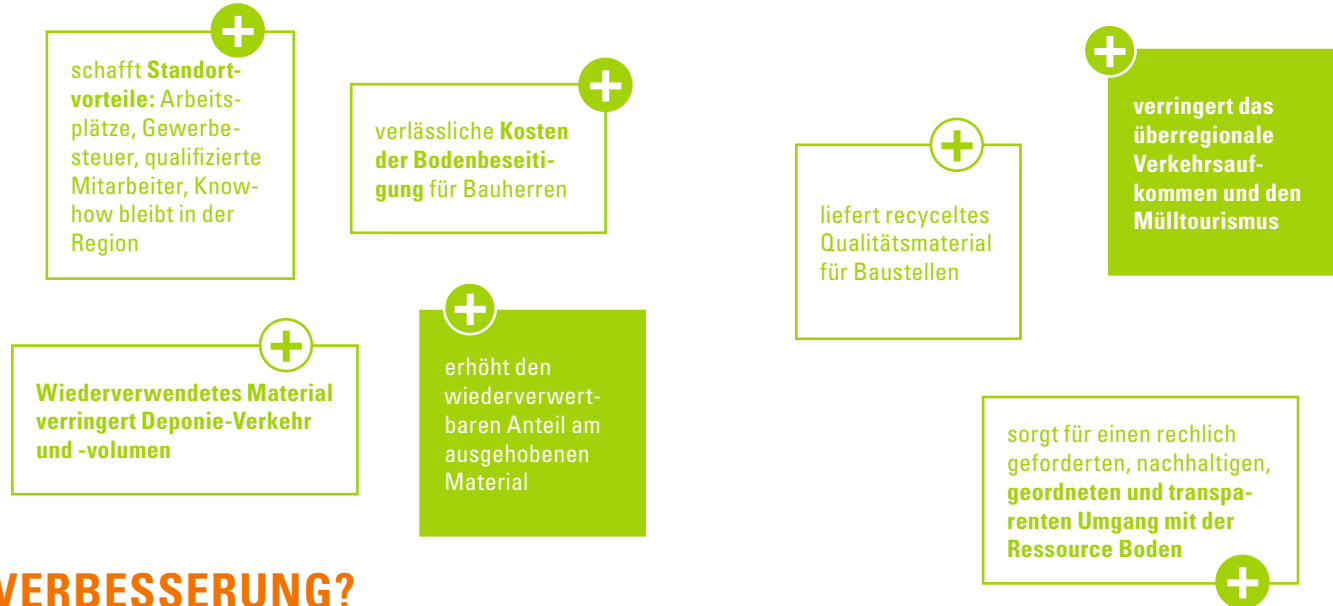 schafft Standort-
vorteile: Arbeits-
plätze, Gewerbe-
steuer, qualifizierte
Mitarbeiter, Know-
how bleibt in der
Region
verlässliche Kosten
der Bodenbeseiti-
gung für Bauherren
liefert recyceltes
Qualitätsmaterial
für Baustellen
verringert das
überregionale
Verkehrsauf-
kommen und den
Mülltourismus
Wiederverwendetes Material
verringert Deponie-Verkehr
und -volumen
erhöht den
wiederverwert-
baren Anteil am
ausgehobenen
Material
sorgt für einen rechlich
geforderten, nachhaltigen,
geordneten und transpa-
renten Umgang mit der
Ressource Boden
VERBESSERUNG?